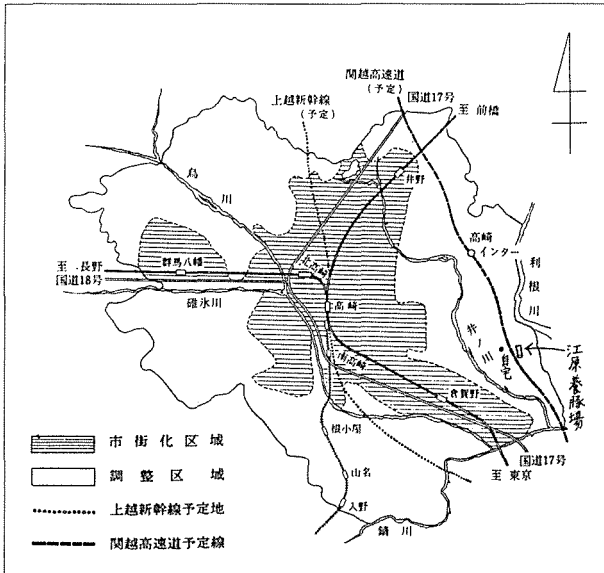 関越高速道
(予定)
国道17号
上越新幹線
(予定)
至 前橋
烏川
井野
高崎
インター
利根川
至 長野
群馬八幡
北高崎
国道18号
碓氷川
高崎
井ノ川
自宅
江原養豚場
南高崎
倉賀野
根小屋
国道17号
山名
至 東京
入野
鏑川
市街化区域
調整区域
上越新幹線予定地
関越高速道予定線